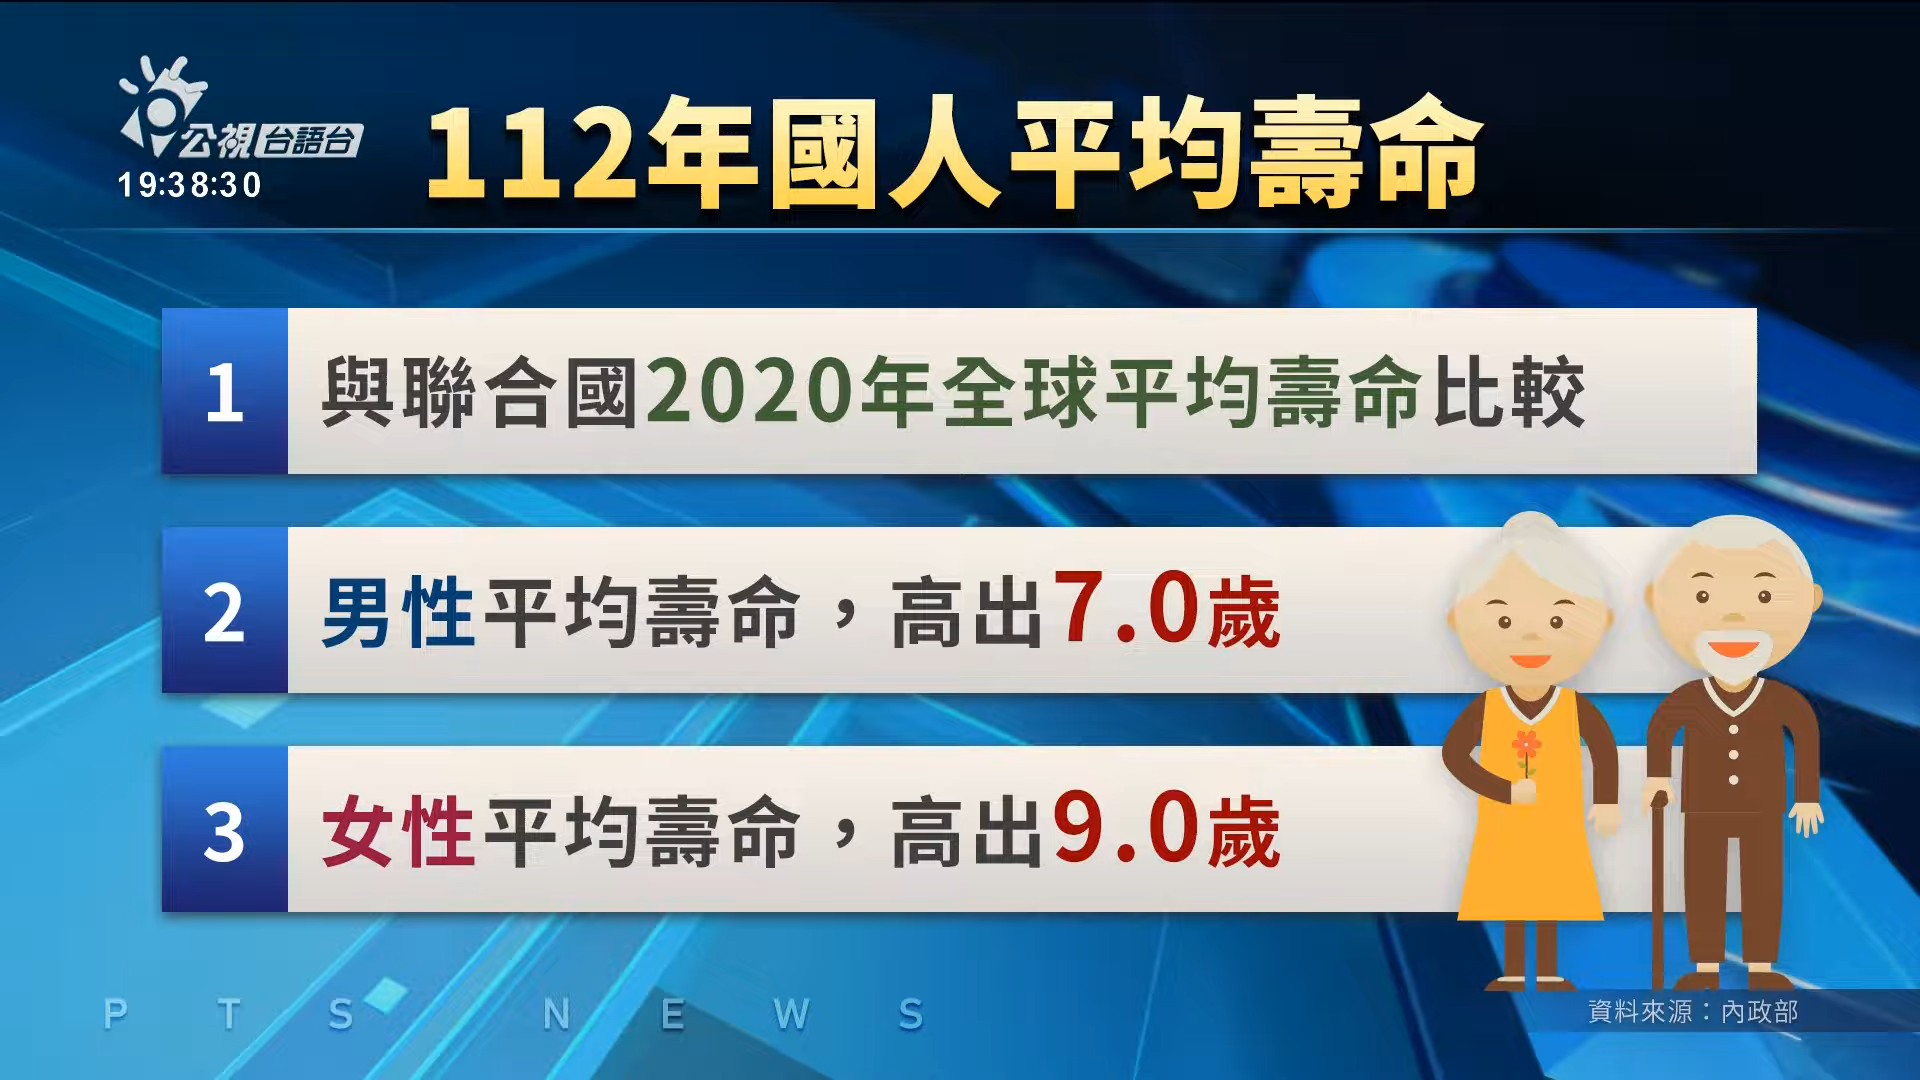 公視台語台
19:38:30
112年國人平均壽命
1 與聯合國2020年全球平均壽命比較
2 男性平均壽命，高出7.0歲
3 女性平均壽命，高出9.0歲
PTS NEWS
資料來源：內政部